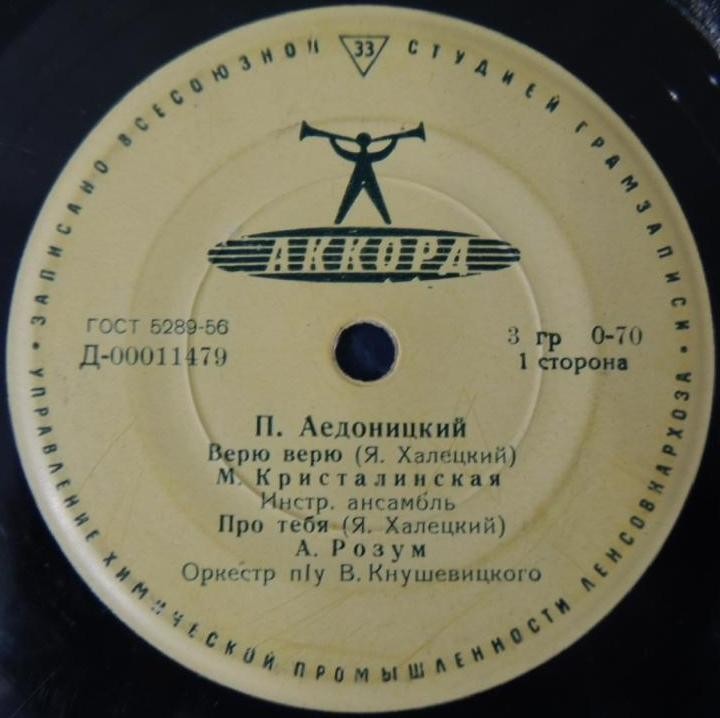 ЗАПИСАНО ВСЕСОЮЗНОЙ 33 СТУДИЕЙ ГРАМЗАПИСИ
АККОРД
ГОСТ 5289-56
Д-00011479
3 гр 0-70
1 сторона
П. Аедоницкий
Верю верю (Я. Халецкий)
М. Кристалинская
Инстр. ансамбль
Про тебя (Я. Халецкий)
А. Розум
Оркестр п/у В. Кнушевицкого
УПРАВЛЕНИЕ ХИМИЧЕСКОЙ ПРОМЫШЛЕННОСТИ ЛЕНСОВНАРХОЗА